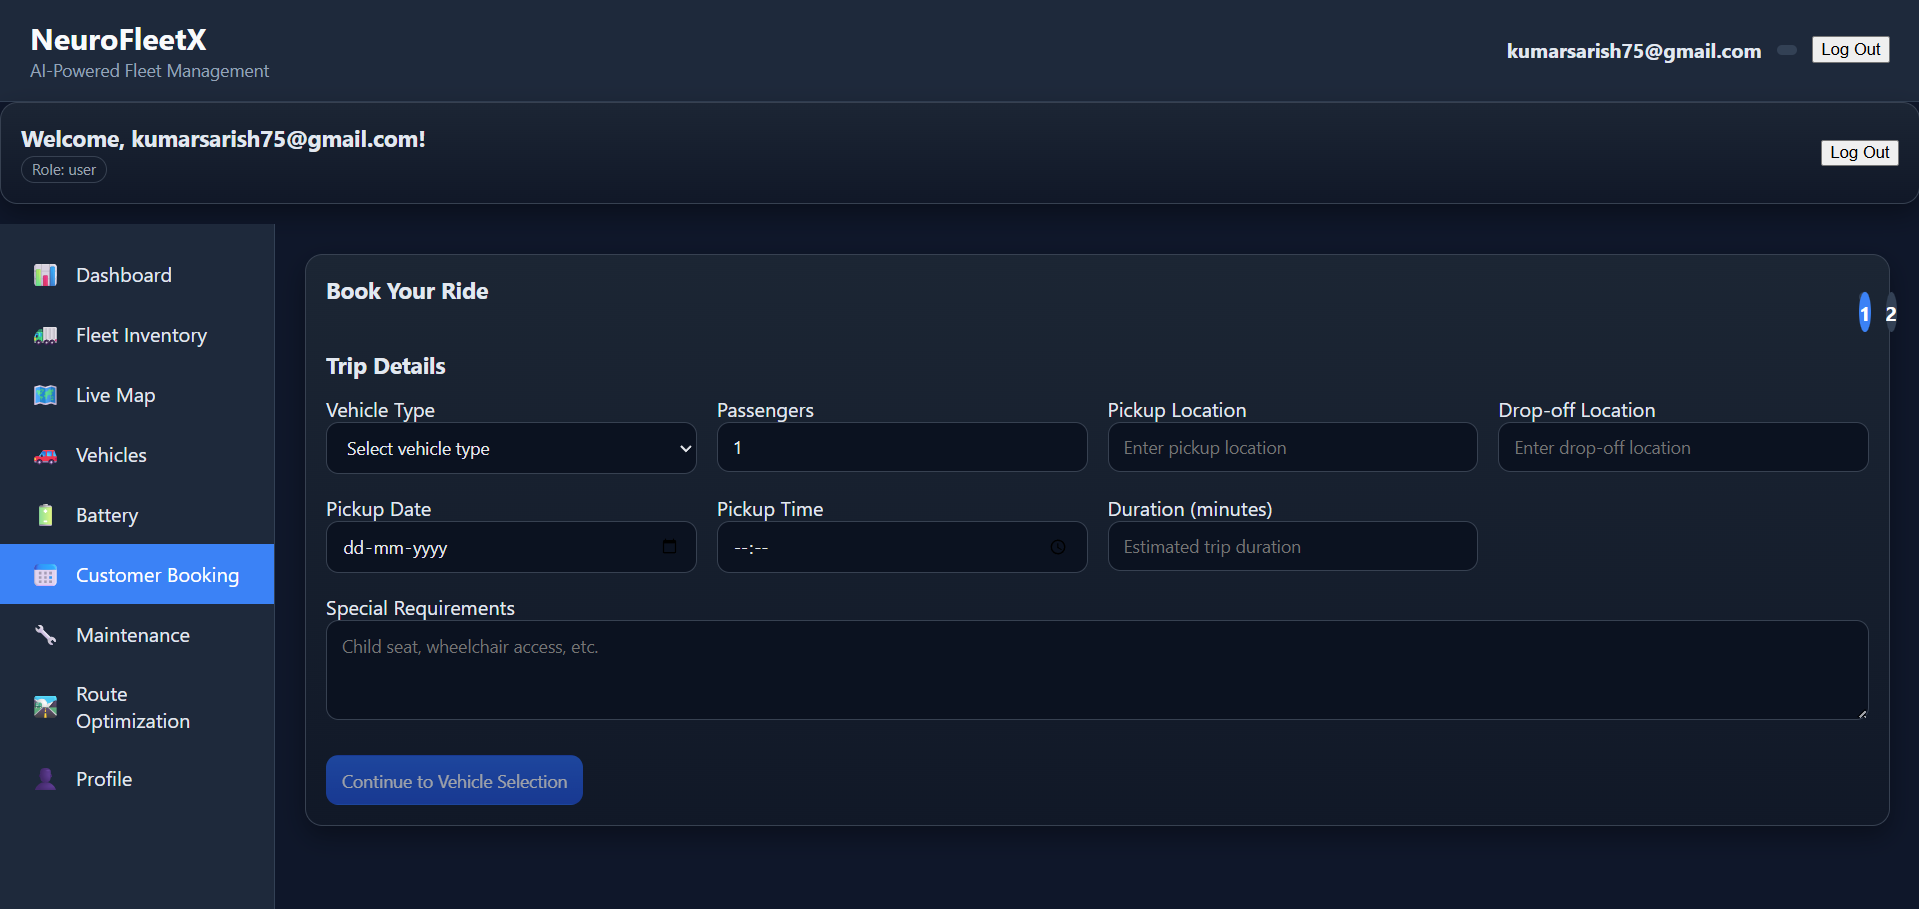 NeuroFleetX
AI-Powered Fleet Management
kumarsarish75@gmail.com
Log Out
Welcome, kumarsarish75@gmail.com!
Role: user
Log Out
Dashboard
Fleet Inventory
Live Map
Vehicles
Battery
Customer Booking
Maintenance
Route
Optimization
Profile
Book Your Ride
1 2
Trip Details
Vehicle Type
Select vehicle type
Passengers
1
Pickup Location
Enter pickup location
Drop-off Location
Enter drop-off location
Pickup Date
dd-mm-yyyy
Pickup Time
--:--
Duration (minutes)
Estimated trip duration
Special Requirements
Child seat, wheelchair access, etc.
Continue to Vehicle Selection